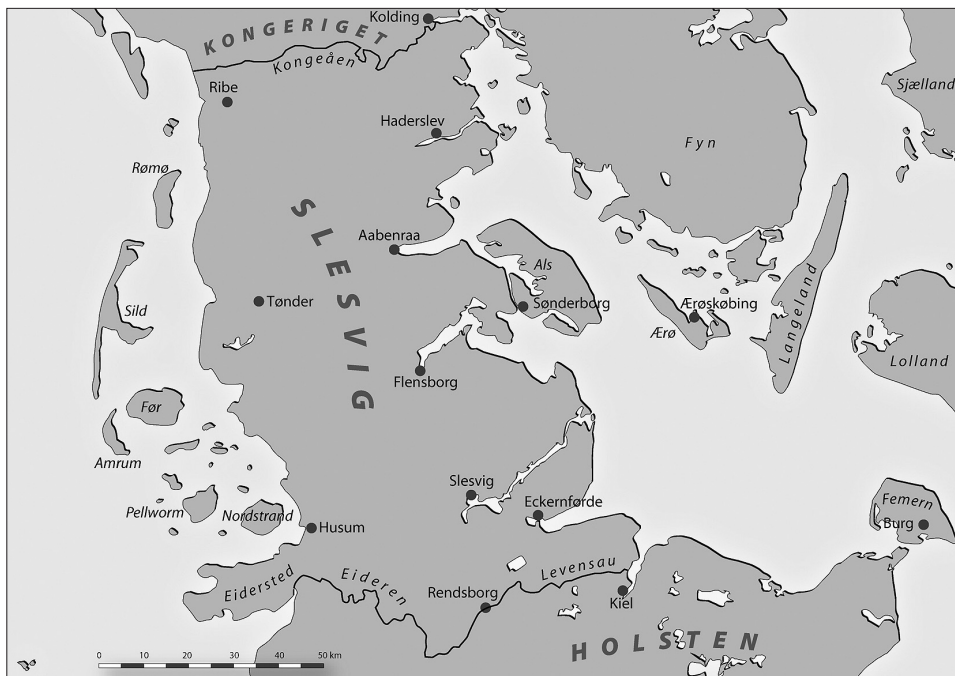 Kolding
KONGERIGET
Kongeåen
Ribe
Sjælland
Haderslev
Fyn
Rømø
SLESVIG
Aabenraa
Als
Tønder
Sønderborg
Ærøskøbing
Sild
Ærø
Langeland
Lolland
Flensborg
Før
Amrum
Slesvig
Eckernførde
Femern
Pellworm
Nordstrand
Husum
Burg
Eidersted
Eideren
Levensau
Rendsborg
Kiel
HOLSTEN
0 10 20 30 40 50 km